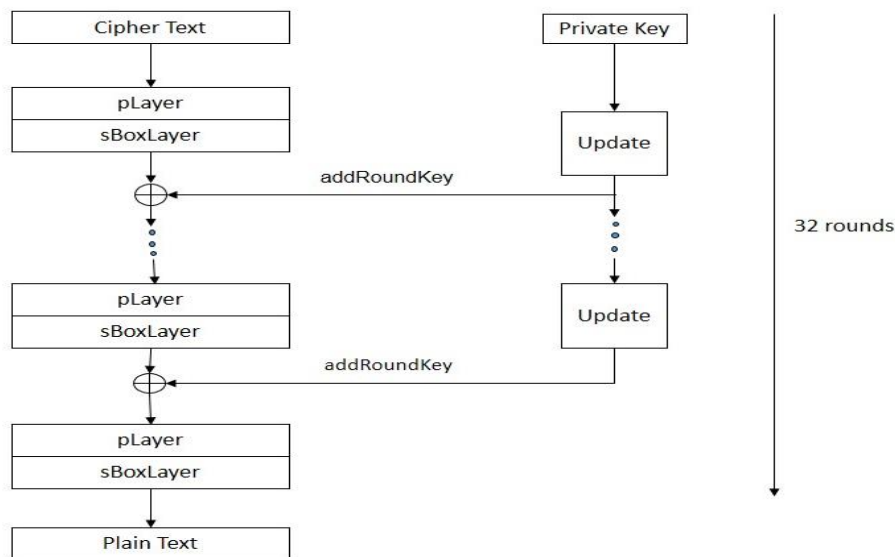 Cipher Text
Private Key
pLayer
sBoxLayer
Update
addRoundKey
32 rounds
pLayer
sBoxLayer
Update
addRoundKey
pLayer
sBoxLayer
Plain Text